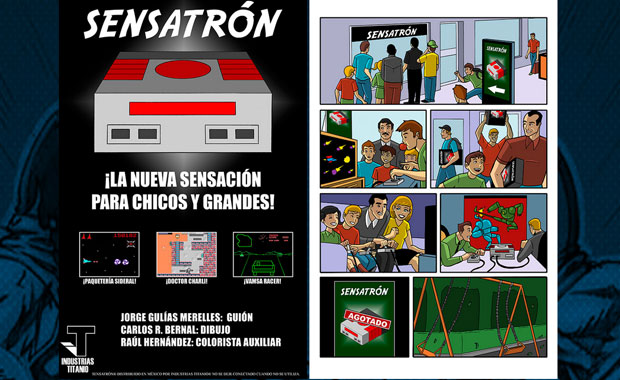 SENSATRÓN
¡LA NUEVA SENSACIÓN
PARA CHICOS Y GRANDES!
¡PAQUETERÍA SIDERAL!
¡DOCTOR CHARLI!
¡VAMSA RACER!
JORGE GULÍAS MERELLES: GUIÓN
CARLOS R. BERNAL: DIBUJO
RAÚL HERNÁNDEZ: COLORISTA AUXILIAR
INDUSTRIAS
TITANIO
SENSATRÓN
SENSATRÓN
SENSATRÓN
AGOTADO